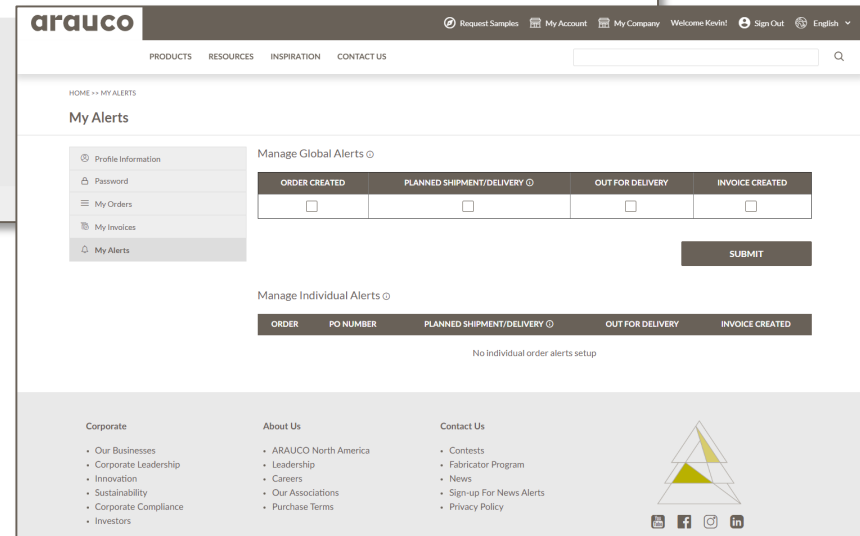 arauco
Request Samples My Account My Company Welcome Kevin! Sign Out English
PRODUCTS RESOURCES INSPIRATION CONTACT US
HOME >> MY ALERTS
My Alerts
Profile Information
Password
My Orders
My Invoices
My Alerts
Manage Global Alerts
ORDER CREATED PLANNED SHIPMENT/DELIVERY OUT FOR DELIVERY INVOICE CREATED
SUBMIT
Manage Individual Alerts
ORDER PO NUMBER PLANNED SHIPMENT/DELIVERY OUT FOR DELIVERY INVOICE CREATED
No individual order alerts setup
Corporate
• Our Businesses
• Corporate Leadership
• Innovation
• Sustainability
• Corporate Compliance
• Investors
About Us
• ARAUCO North America
• Leadership
• Careers
• Our Associations
• Purchase Terms
Contact Us
• Contests
• Fabricator Program
• News
• Sign-up For News Alerts
• Privacy Policy